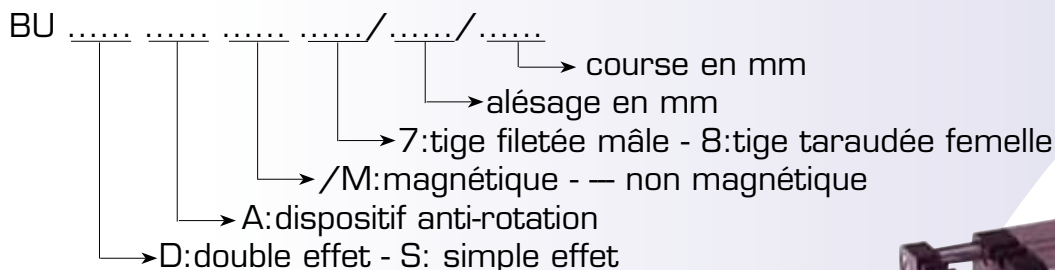 BU ...... ...... ...... ....../....../......
course en mm
alésage en mm
7:tige filetée mâle - 8:tige taraudée femelle
/M:magnétique - — non magnétique
A:dispositif anti-rotation
D:double effet - S: simple effet